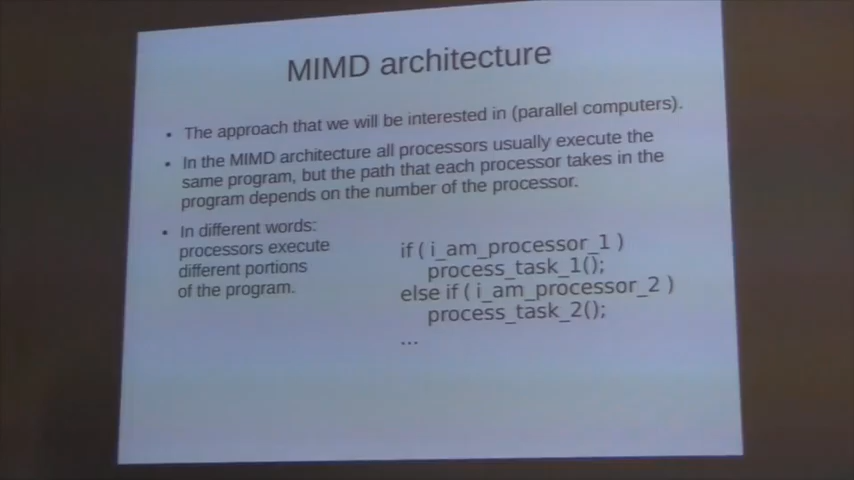 MIMD architecture
• The approach that we will be interested in (parallel computers).
• In the MIMD architecture all processors usually execute the
same program, but the path that each processor takes in the
program depends on the number of the processor.
• In different words:
processors execute
different portions
of the program.
if ( i_am_processor_1 )
process_task_1();
else if ( i_am_processor_2 )
process_task_2();
...